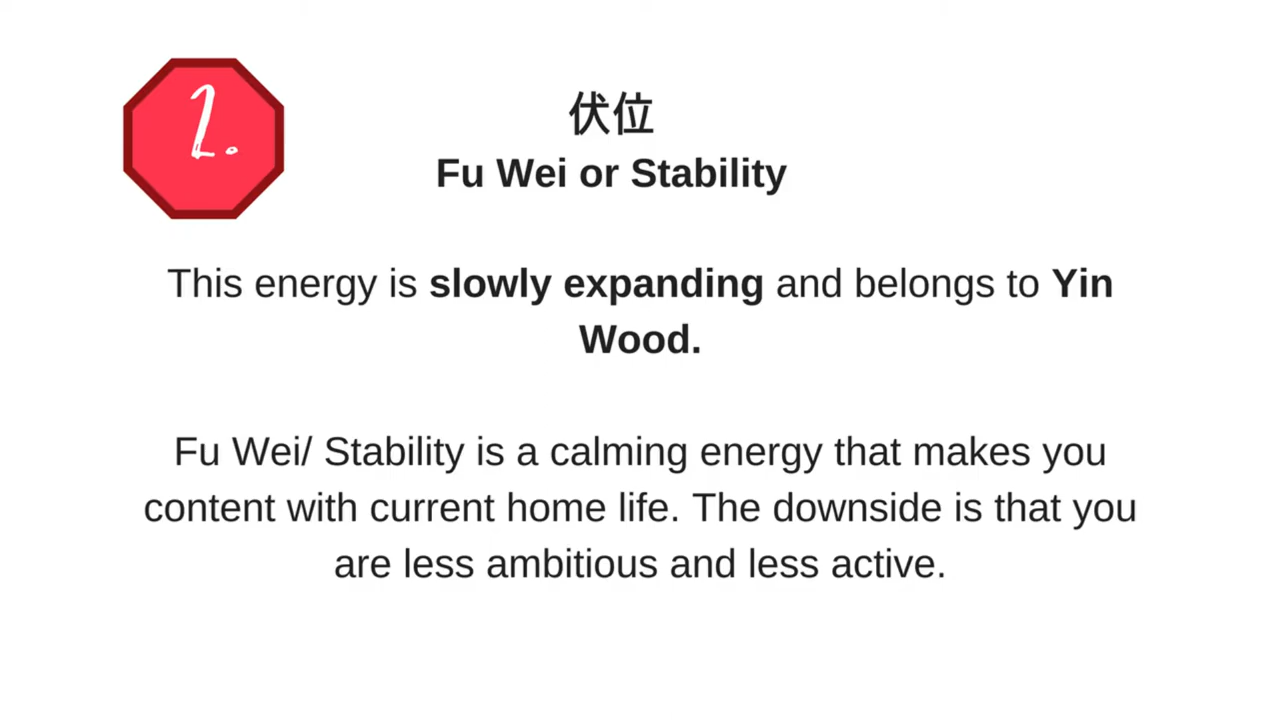 2.
伏位
Fu Wei or Stability
This energy is slowly expanding and belongs to Yin
Wood.
Fu Wei/ Stability is a calming energy that makes you
content with current home life. The downside is that you
are less ambitious and less active.